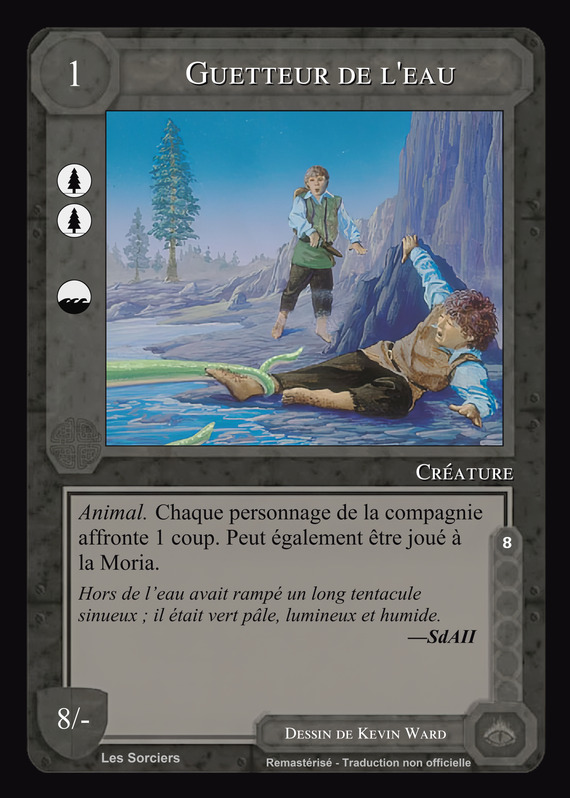 1
GUETTEUR DE L'EAU
CRÉATURE
Animal. Chaque personnage de la compagnie
affronte 1 coup. Peut également être joué à
la Moria.
Hors de l’eau avait rampé un long tentacule
sinueux ; il était vert pâle, lumineux et humide.
—SdAII
8
8/-
DESSIN DE KEVIN WARD
Les Sorciers
Remastérisé - Traduction non officielle